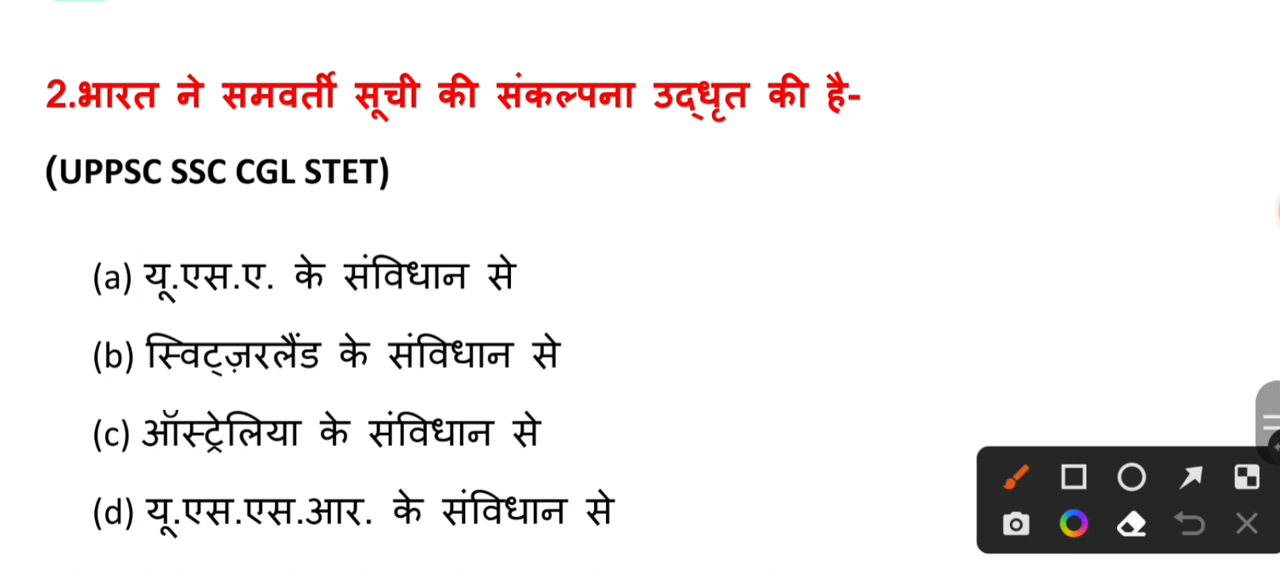 2.भारत ने समवर्ती सूची की संकल्पना उद्धृत की है-
(UPPSC SSC CGL STET)
(a) यू.एस.ए. के संविधान से
(b) स्विट्ज़रलैंड के संविधान से
(c) ऑस्ट्रेलिया के संविधान से
(d) यू.एस.एस.आर. के संविधान से